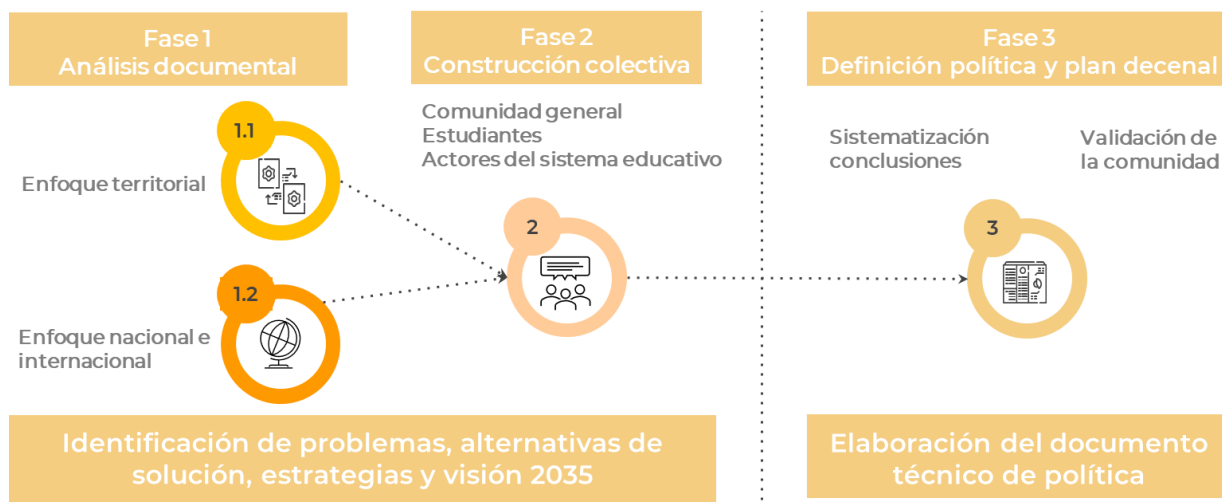 Fase 1
Análisis documental
Fase 2
Construcción colectiva
Fase 3
Definición política y plan decenal
1.1
Enfoque territorial
1.2
Enfoque nacional e
internacional
Comunidad general
Estudiantes
Actores del sistema educativo
2
Sistematización
conclusiones
Validación de
la comunidad
3
Identificación de problemas, alternativas de
solución, estrategias y visión 2035
Elaboración del documento
técnico de política